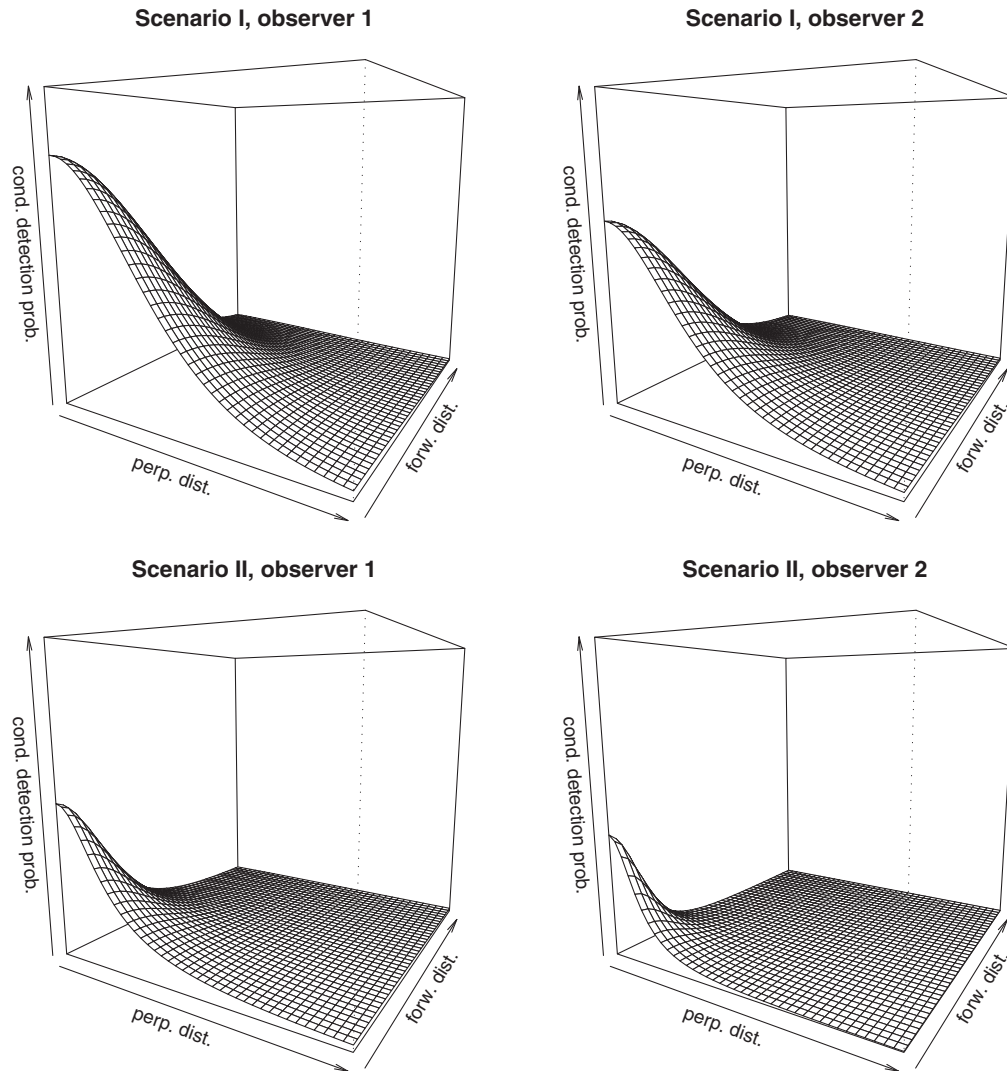 Scenario I, observer 1
cond. detection prob.
perp. dist.
forw. dist.
Scenario I, observer 2
cond. detection prob.
perp. dist.
forw. dist.
Scenario II, observer 1
cond. detection prob.
perp. dist.
forw. dist.
Scenario II, observer 2
cond. detection prob.
perp. dist.
forw. dist.